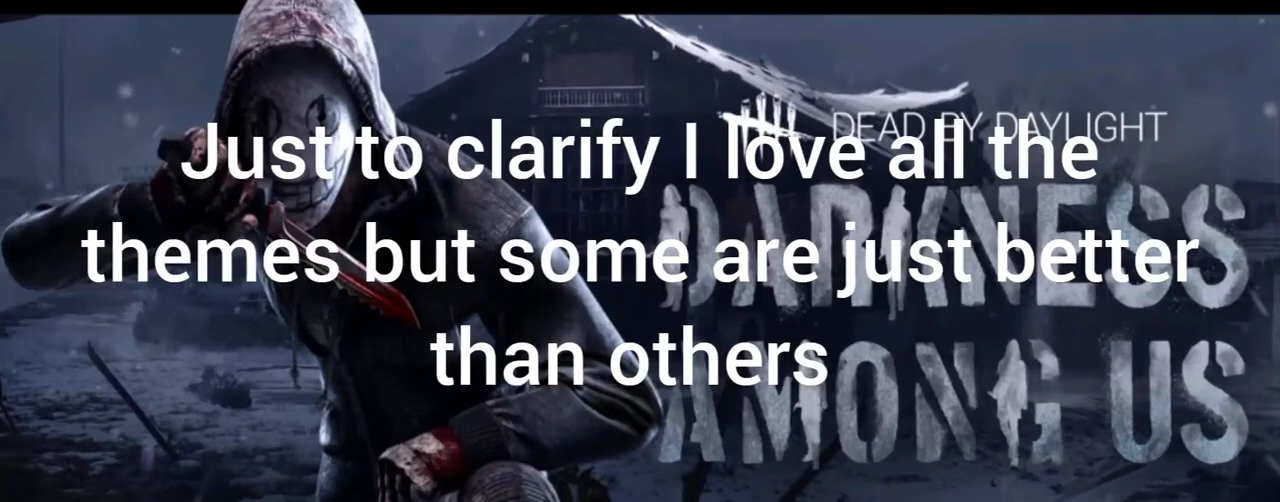 DEAD BY DAYLIGHT
Just to clarify I love all the
themes but some are just better
than others
DARKNESS
AMONG US